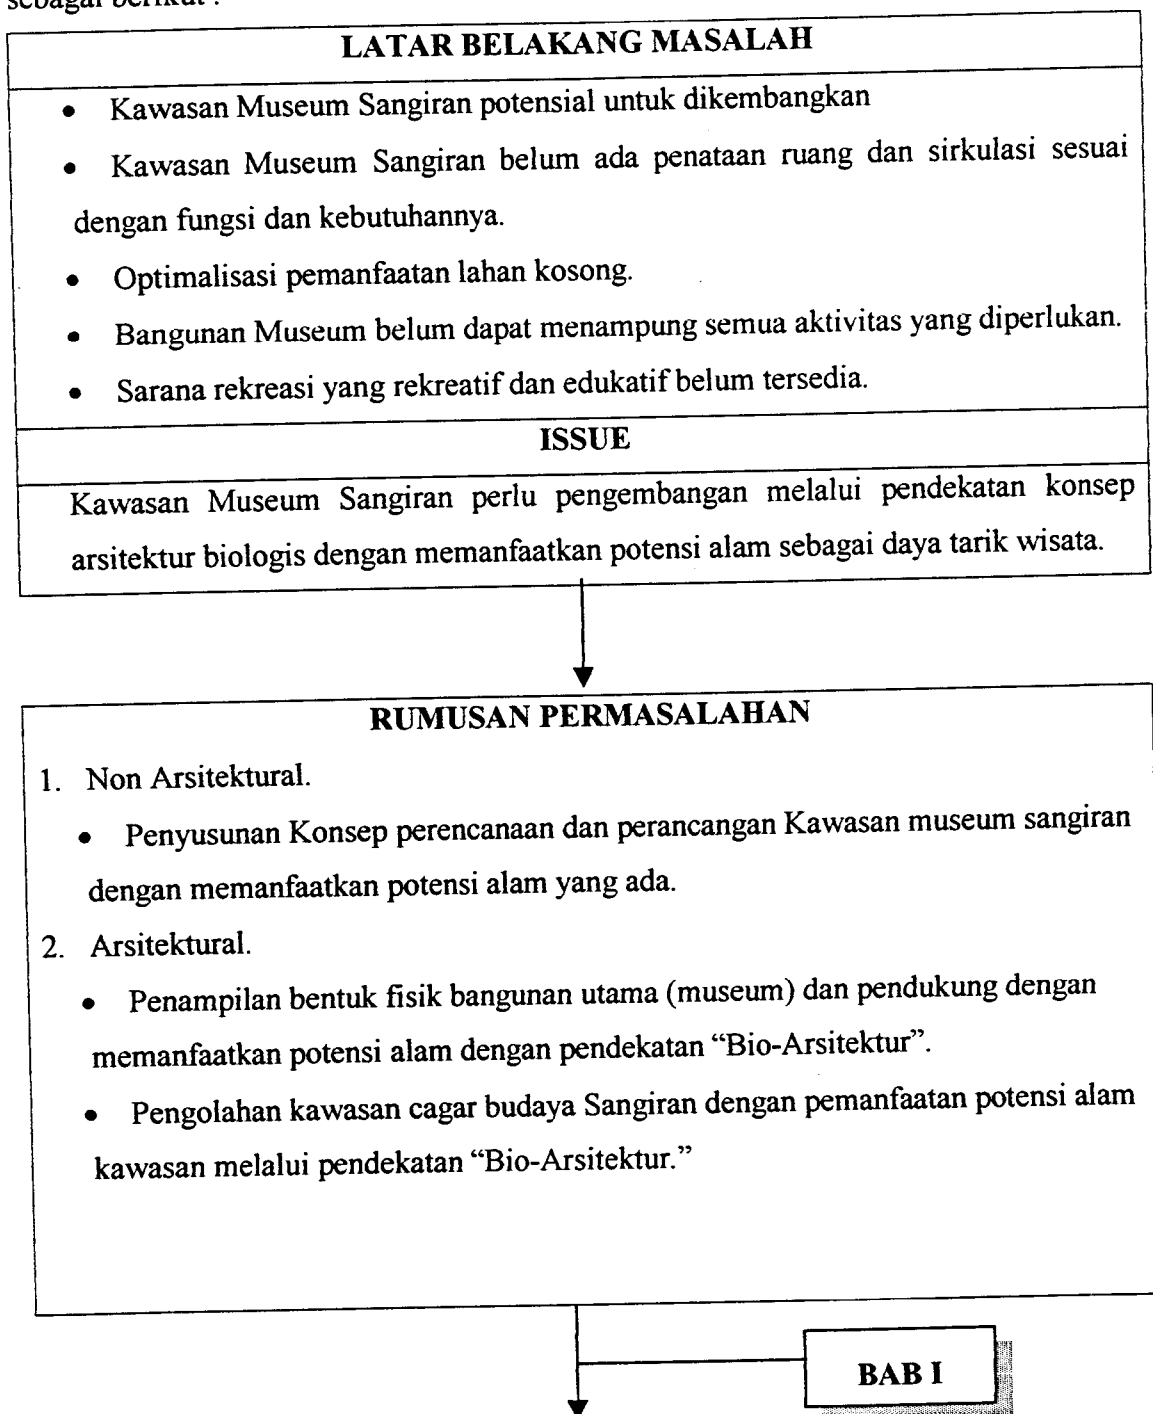 sebagai berikut :
LATAR BELAKANG MASALAH
• Kawasan Museum Sangiran potensial untuk dikembangkan
• Kawasan Museum Sangiran belum ada penataan ruang dan sirkulasi sesuai
dengan fungsi dan kebutuhannya.
• Optimalisasi pemanfaatan lahan kosong.
• Bangunan Museum belum dapat menampung semua aktivitas yang diperlukan.
• Sarana rekreasi yang rekreatif dan edukatif belum tersedia.
ISSUE
Kawasan Museum Sangiran perlu pengembangan melalui pendekatan konsep
arsitektur biologis dengan memanfaatkan potensi alam sebagai daya tarik wisata.
RUMUSAN PERMASALAHAN
1. Non Arsitektural.
• Penyusunan Konsep perencanaan dan perancangan Kawasan museum sangiran
dengan memanfaatkan potensi alam yang ada.
2. Arsitektural.
• Penampilan bentuk fisik bangunan utama (museum) dan pendukung dengan
memanfaatkan potensi alam dengan pendekatan “Bio-Arsitektur”.
• Pengolahan kawasan cagar budaya Sangiran dengan pemanfaatan potensi alam
kawasan melalui pendekatan “Bio-Arsitektur.”
BAB I